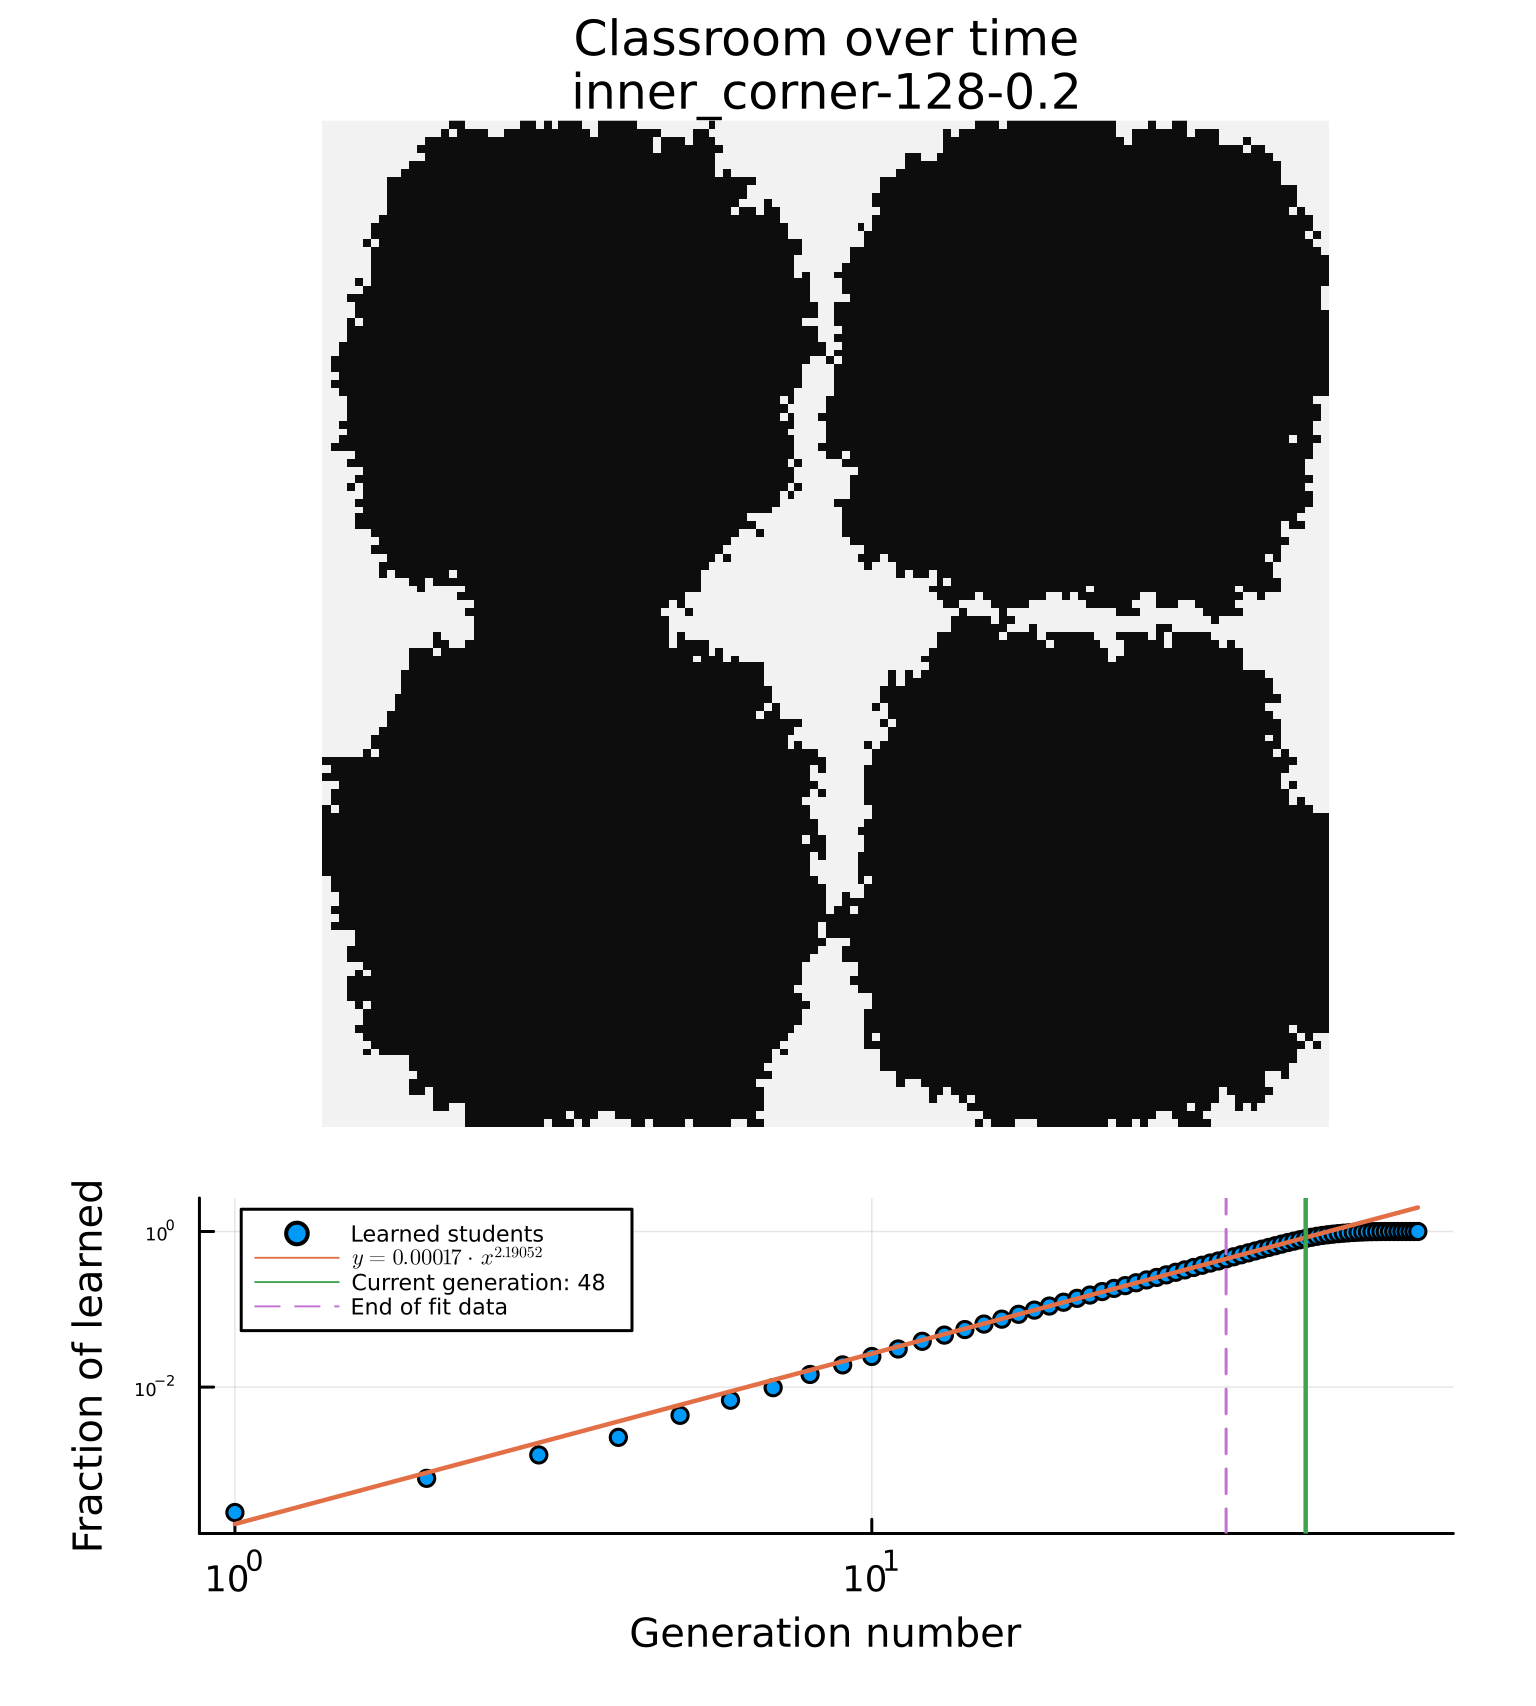 Classroom over time
inner_corner-128-0.2
Fraction of learned
10^0
10^-2
Learned students
y = 0.00017 · x^2.19052
Current generation: 48
End of fit data
10^0
10^1
Generation number